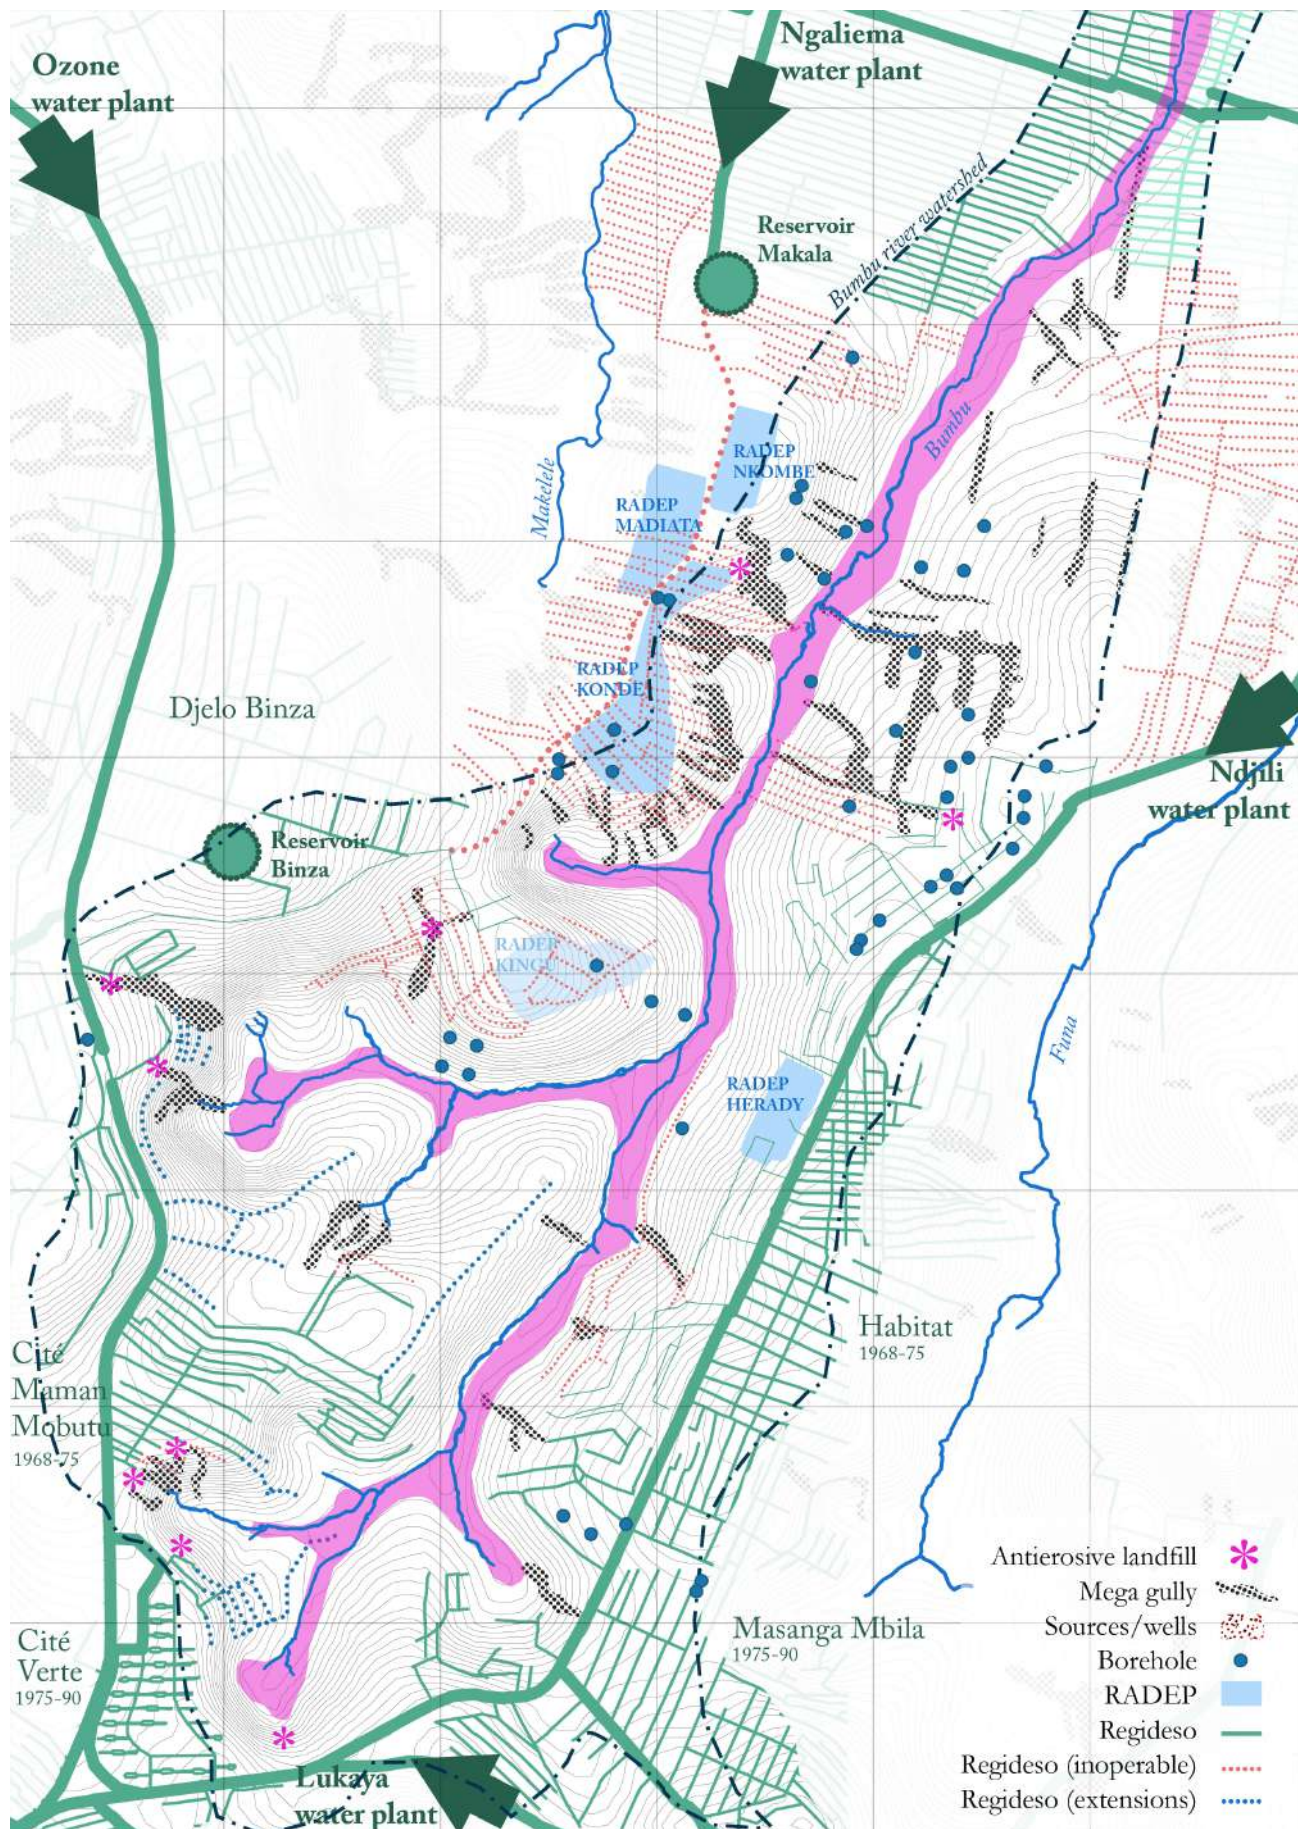 Ozone
water plant
Ngaliema
water plant
Reservoir
Makala
Bumbu river watershed
Bumbu
Makelele
RADEP
NKOMBE
RADEP
MADIATA
RADEP
KONDE
Djelo Binza
Ndjili
water plant
Reservoir
Binza
RADEP
KINGU
Funa
RADEP
HERADY
Habitat
1968-75
Cité
Maman
Mobutu
1968-75
Cité
Verte
1975-90
Masanga Mbila
1975-90
Lukaya
water plant
Antierosive landfill
Mega gully
Sources/wells
Borehole
RADEP
Regideso
Regideso (inoperable)
Regideso (extensions)